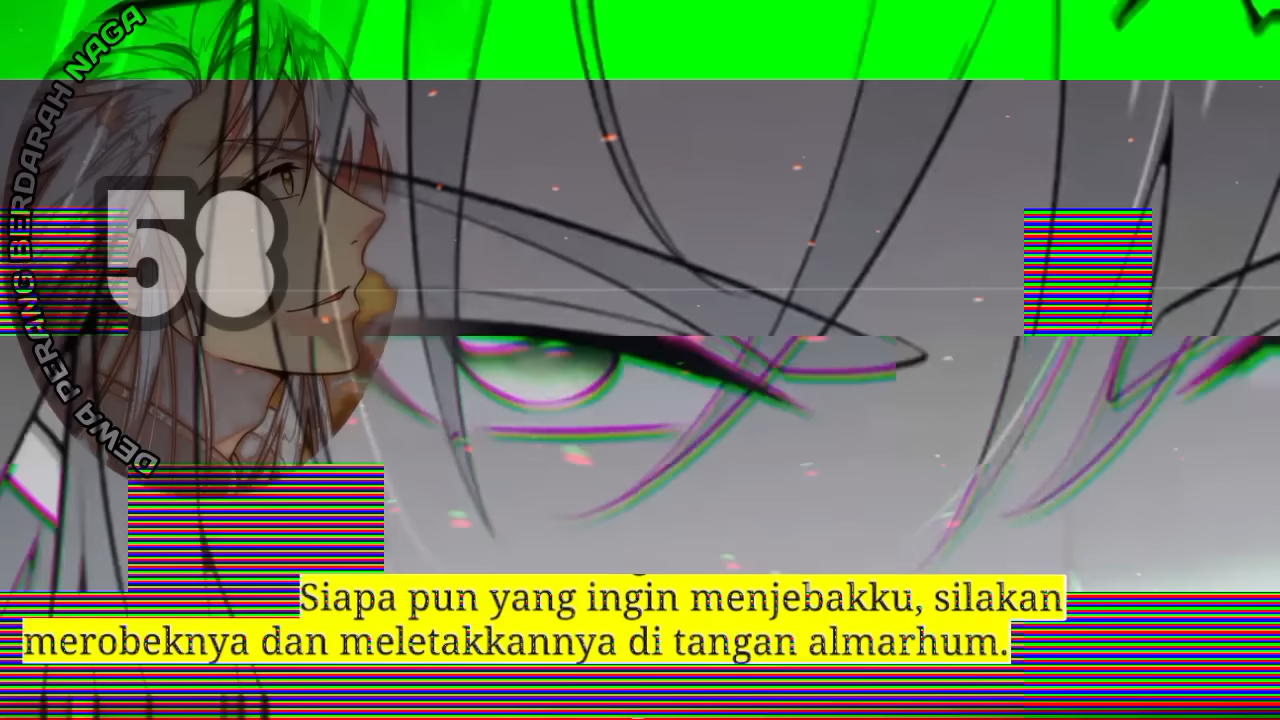 DEWA PERANG BERDARAH NAGA
58
Siapa pun yang ingin menjebakku, silakan
merobeknya dan meletakkannya di tangan almarhum.